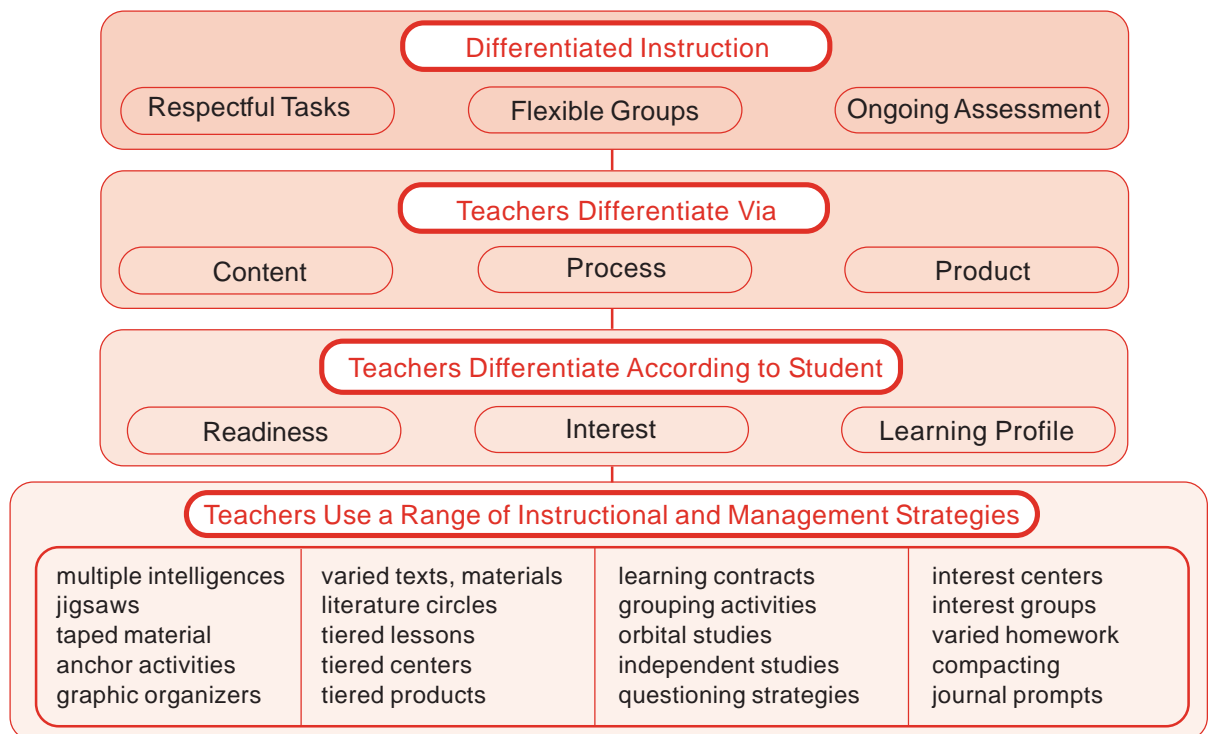 Differentiated Instruction
Respectful Tasks
Flexible Groups
Ongoing Assessment
Teachers Differentiate Via
Content
Process
Product
Teachers Differentiate According to Student
Readiness
Interest
Learning Profile
Teachers Use a Range of Instructional and Management Strategies
multiple intelligences
jigsaws
taped material
anchor activities
graphic organizers
varied texts, materials
literature circles
tiered lessons
tiered centers
tiered products
learning contracts
grouping activities
orbital studies
independent studies
questioning strategies
interest centers
interest groups
varied homework
compacting
journal prompts